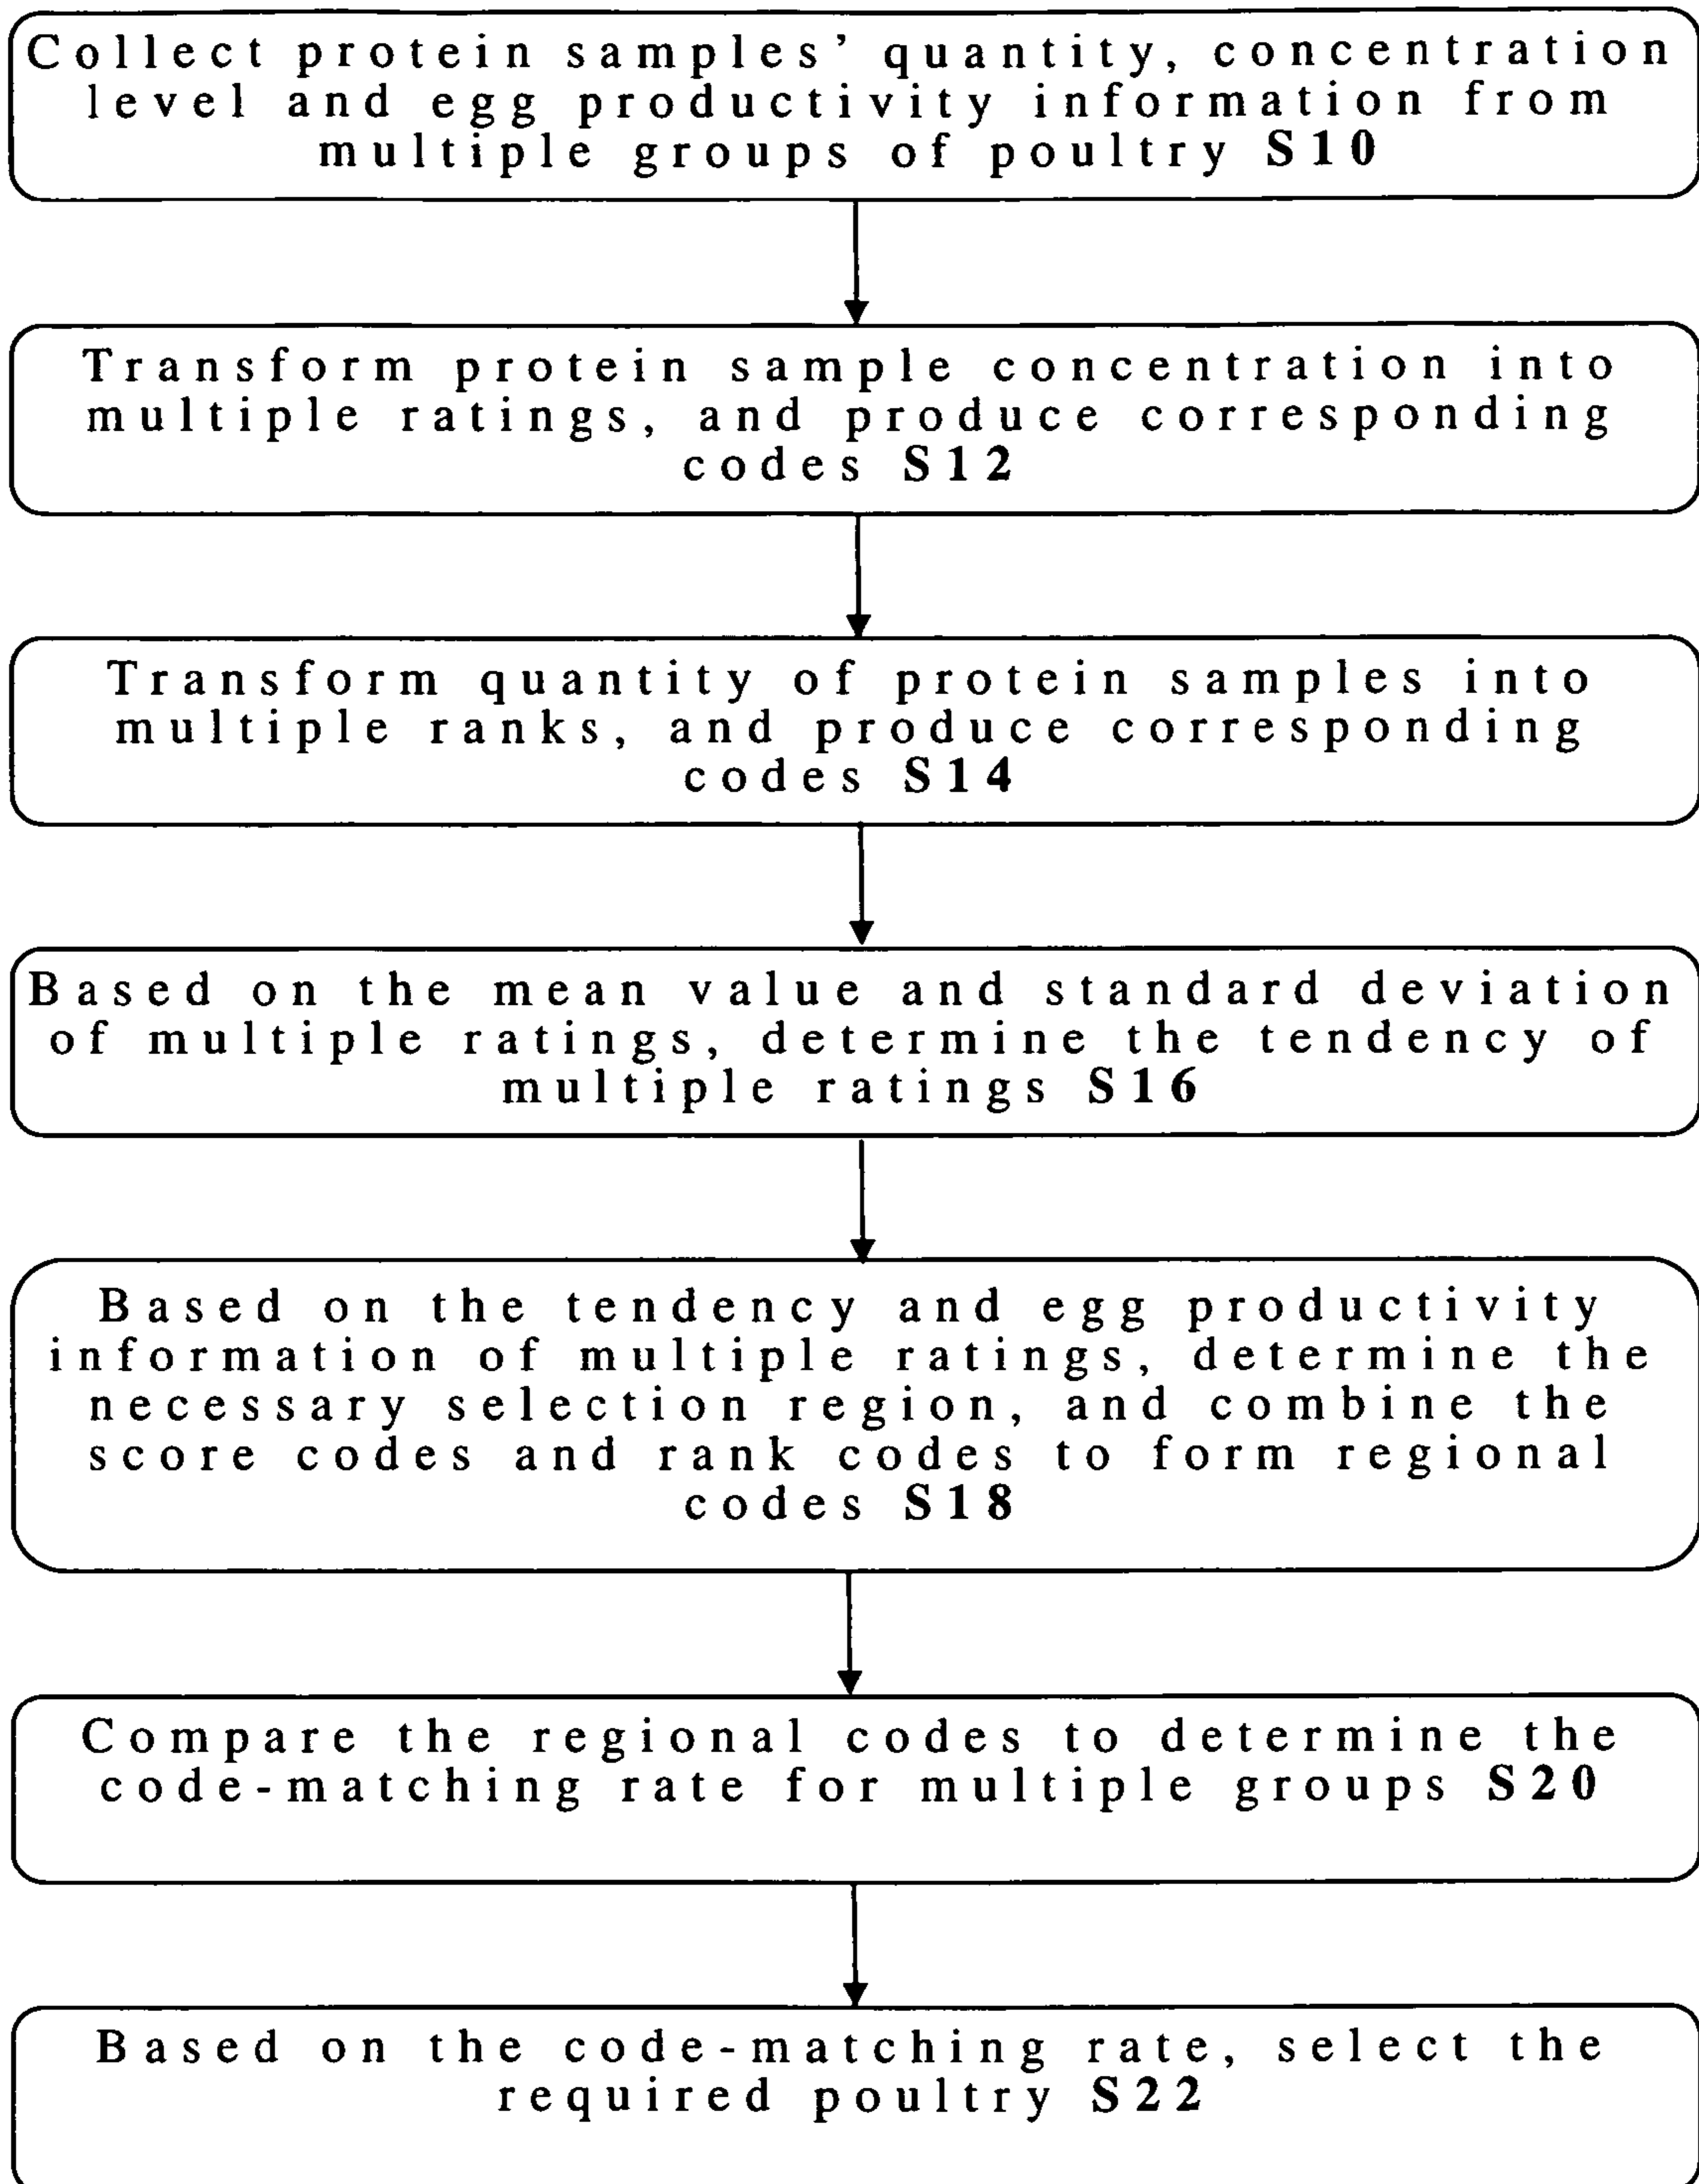 Collect protein samples’ quantity, concentration
level and egg productivity information from
multiple groups of poultry S10
Transform protein sample concentration into
multiple ratings, and produce corresponding
codes S12
Transform quantity of protein samples into
multiple ranks, and produce corresponding
codes S14
Based on the mean value and standard deviation
of multiple ratings, determine the tendency of
multiple ratings S16
Based on the tendency and egg productivity
information of multiple ratings, determine the
necessary selection region, and combine the
score codes and rank codes to form regional
codes S18
Compare the regional codes to determine the
code-matching rate for multiple groups S20
Based on the code-matching rate, select the
required poultry S22